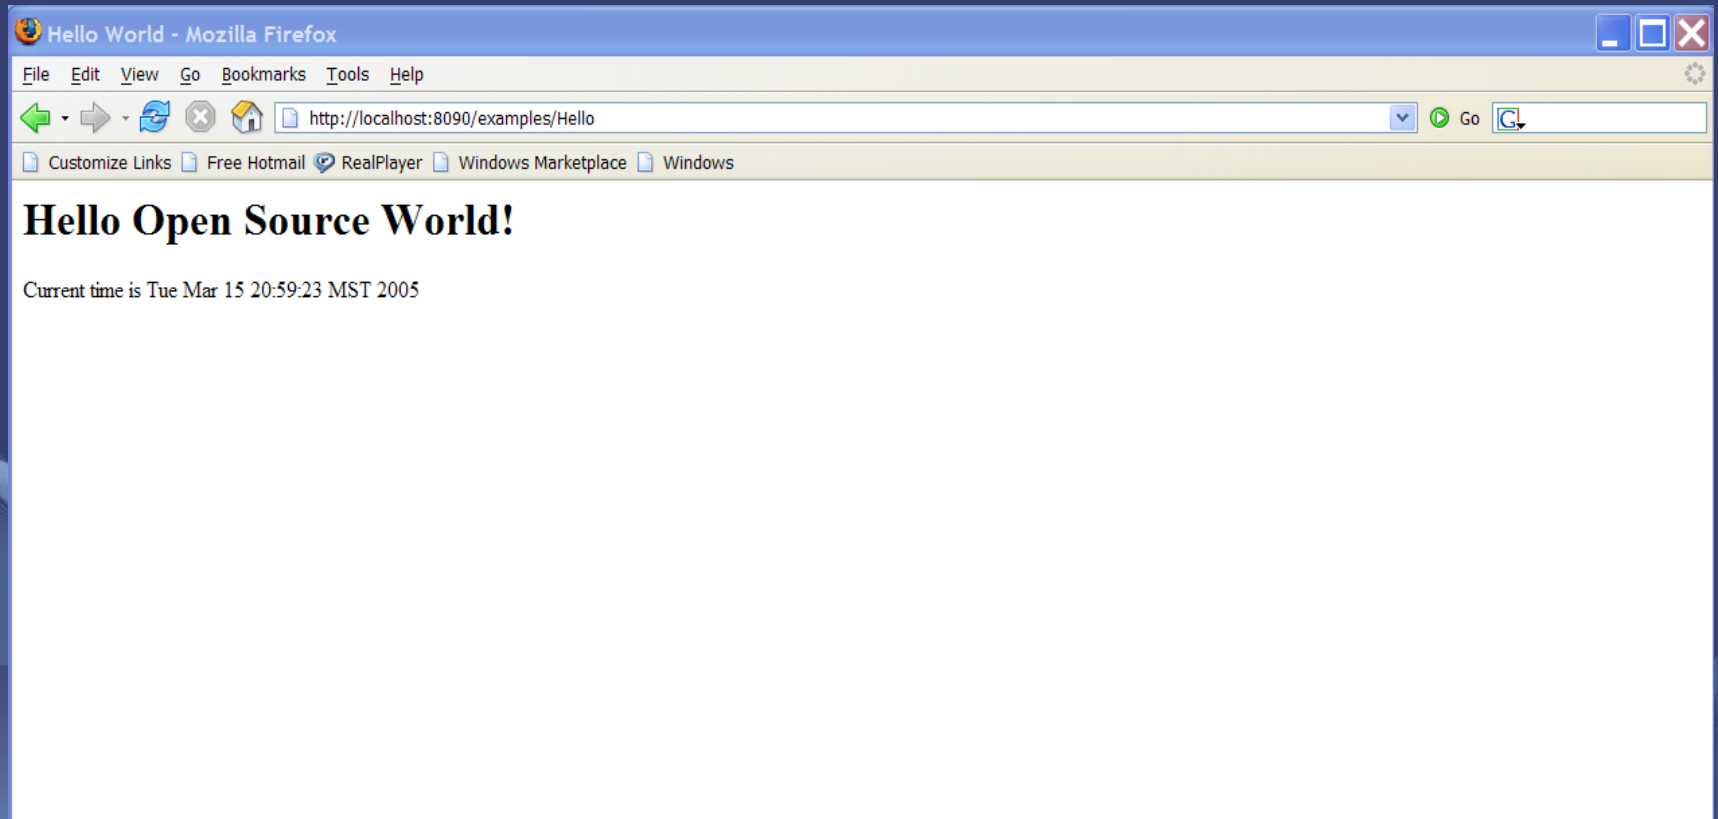 Hello World - Mozilla Firefox
File Edit View Go Bookmarks Tools Help
http://localhost:8090/examples/Hello Go G
Customize Links Free Hotmail RealPlayer Windows Marketplace Windows
Hello Open Source World!
Current time is Tue Mar 15 20:59:23 MST 2005